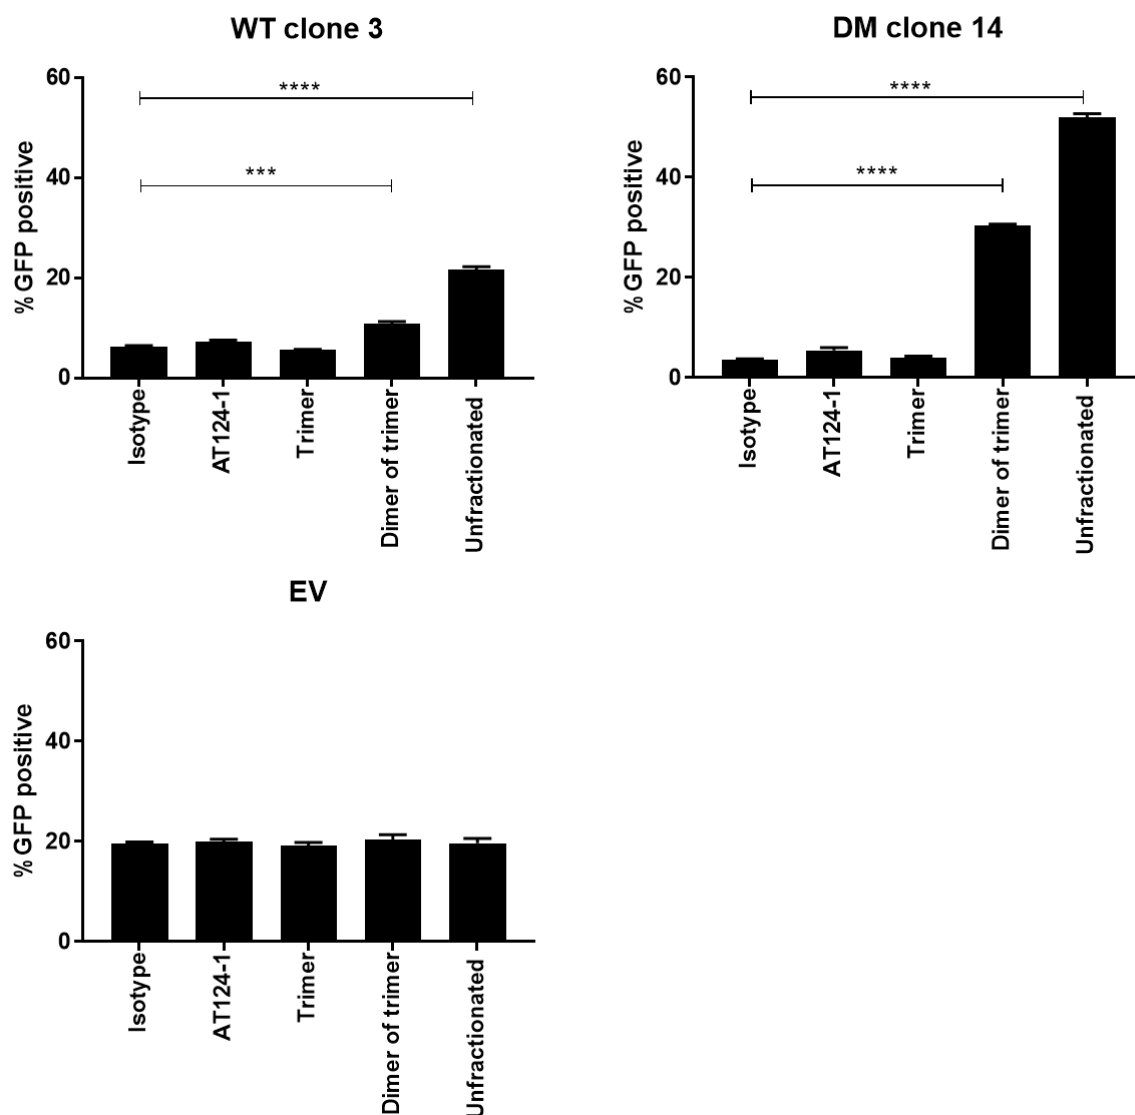 WT clone 3
% GFP positive
60
40
20
0
****
***
Isotype
AT124-1
Trimer
Dimer of trimer
Unfractionated
DM clone 14
% GFP positive
60
40
20
0
****
****
Isotype
AT124-1
Trimer
Dimer of trimer
Unfractionated
EV
% GFP positive
60
40
20
0
Isotype
AT124-1
Trimer
Dimer of trimer
Unfractionated